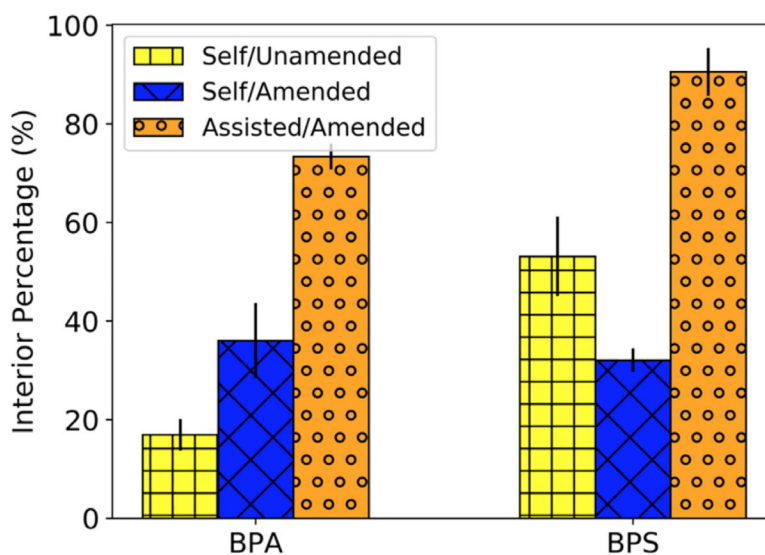 100
80
60
40
20
0
Interior Percentage (%)
Self/Unamended
Self/Amended
Assisted/Amended
BPA
BPS